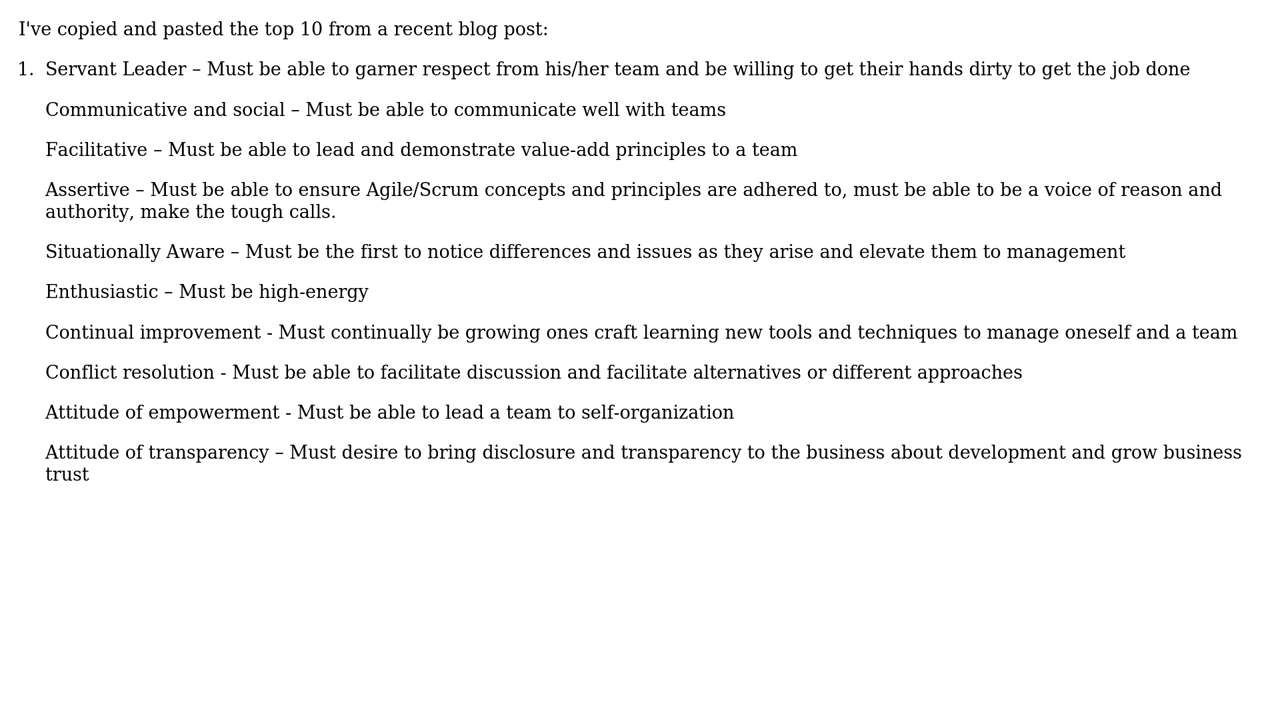 I've copied and pasted the top 10 from a recent blog post:
1. Servant Leader – Must be able to garner respect from his/her team and be willing to get their hands dirty to get the job done
Communicative and social – Must be able to communicate well with teams
Facilitative – Must be able to lead and demonstrate value-add principles to a team
Assertive – Must be able to ensure Agile/Scrum concepts and principles are adhered to, must be able to be a voice of reason and
authority, make the tough calls.
Situationally Aware – Must be the first to notice differences and issues as they arise and elevate them to management
Enthusiastic – Must be high-energy
Continual improvement - Must continually be growing ones craft learning new tools and techniques to manage oneself and a team
Conflict resolution - Must be able to facilitate discussion and facilitate alternatives or different approaches
Attitude of empowerment - Must be able to lead a team to self-organization
Attitude of transparency – Must desire to bring disclosure and transparency to the business about development and grow business
trust